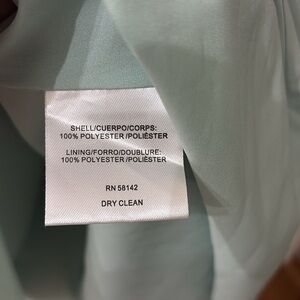 SHELL/CUERPO/CORPS:
100% POLYESTER /POLIÉSTER
LINING/FORRO/DOUBLURE:
100% POLYESTER /POLIÉSTER
RN 58142
DRY CLEAN